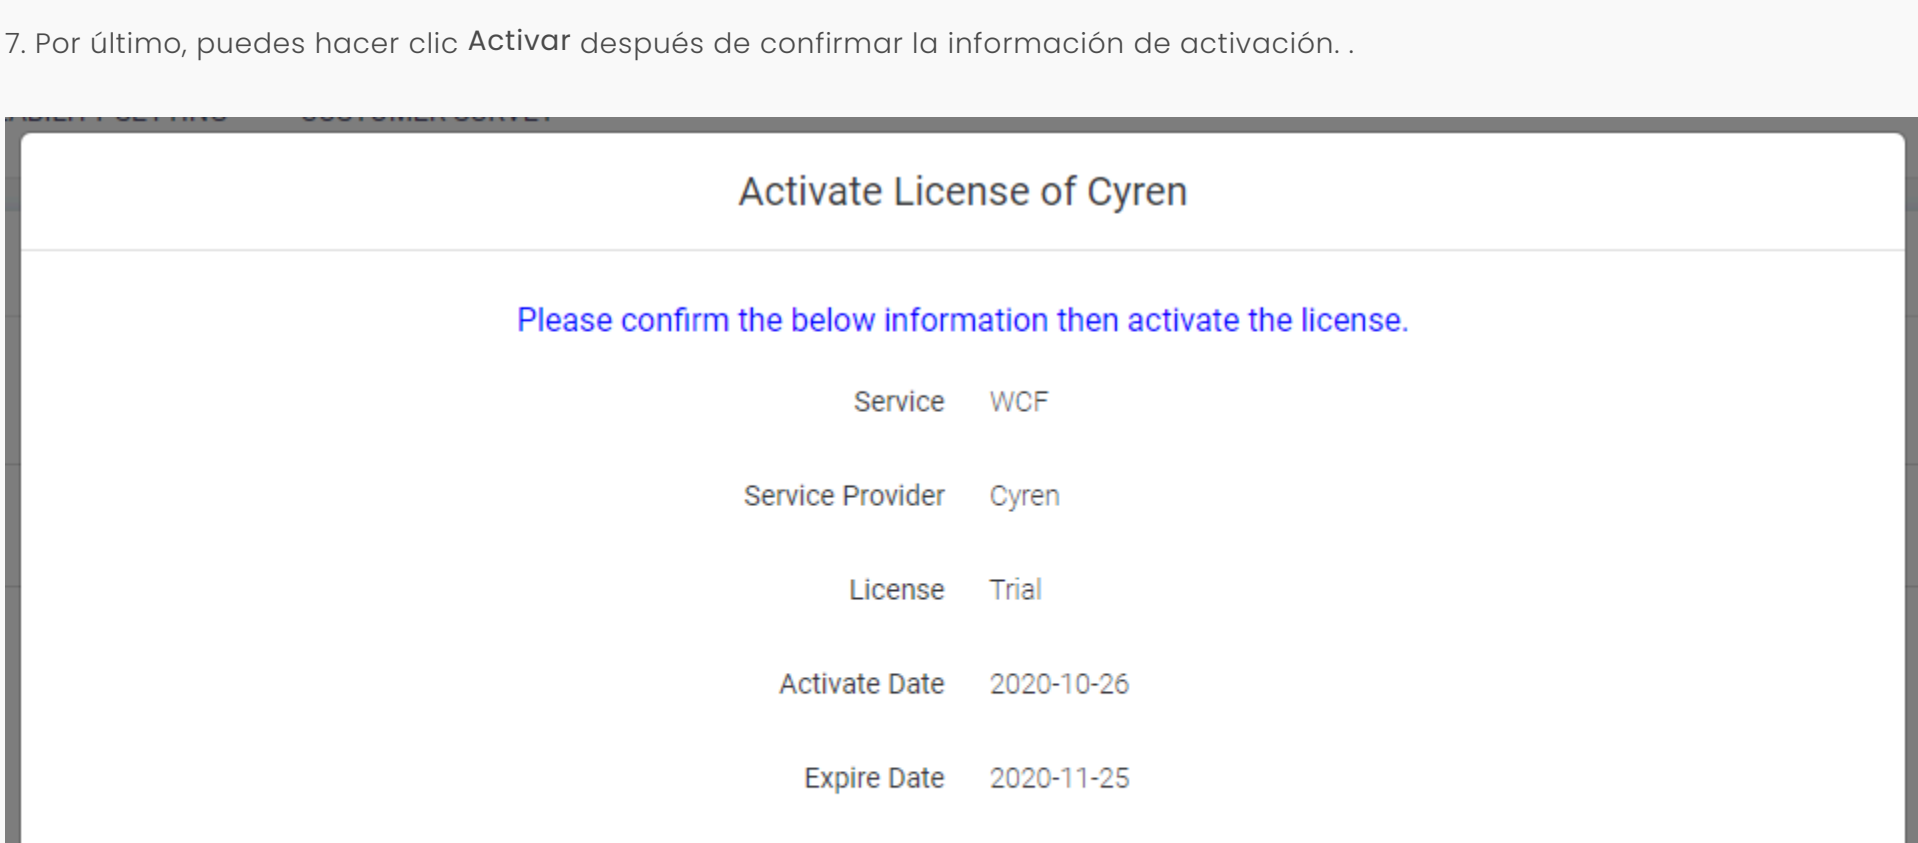 7. Por último, puedes hacer clic Activar después de confirmar la información de activación. .
Activate License of Cyren
Please confirm the below information then activate the license.
Service WCF
Service Provider Cyren
License Trial
Activate Date 2020-10-26
Expire Date 2020-11-25